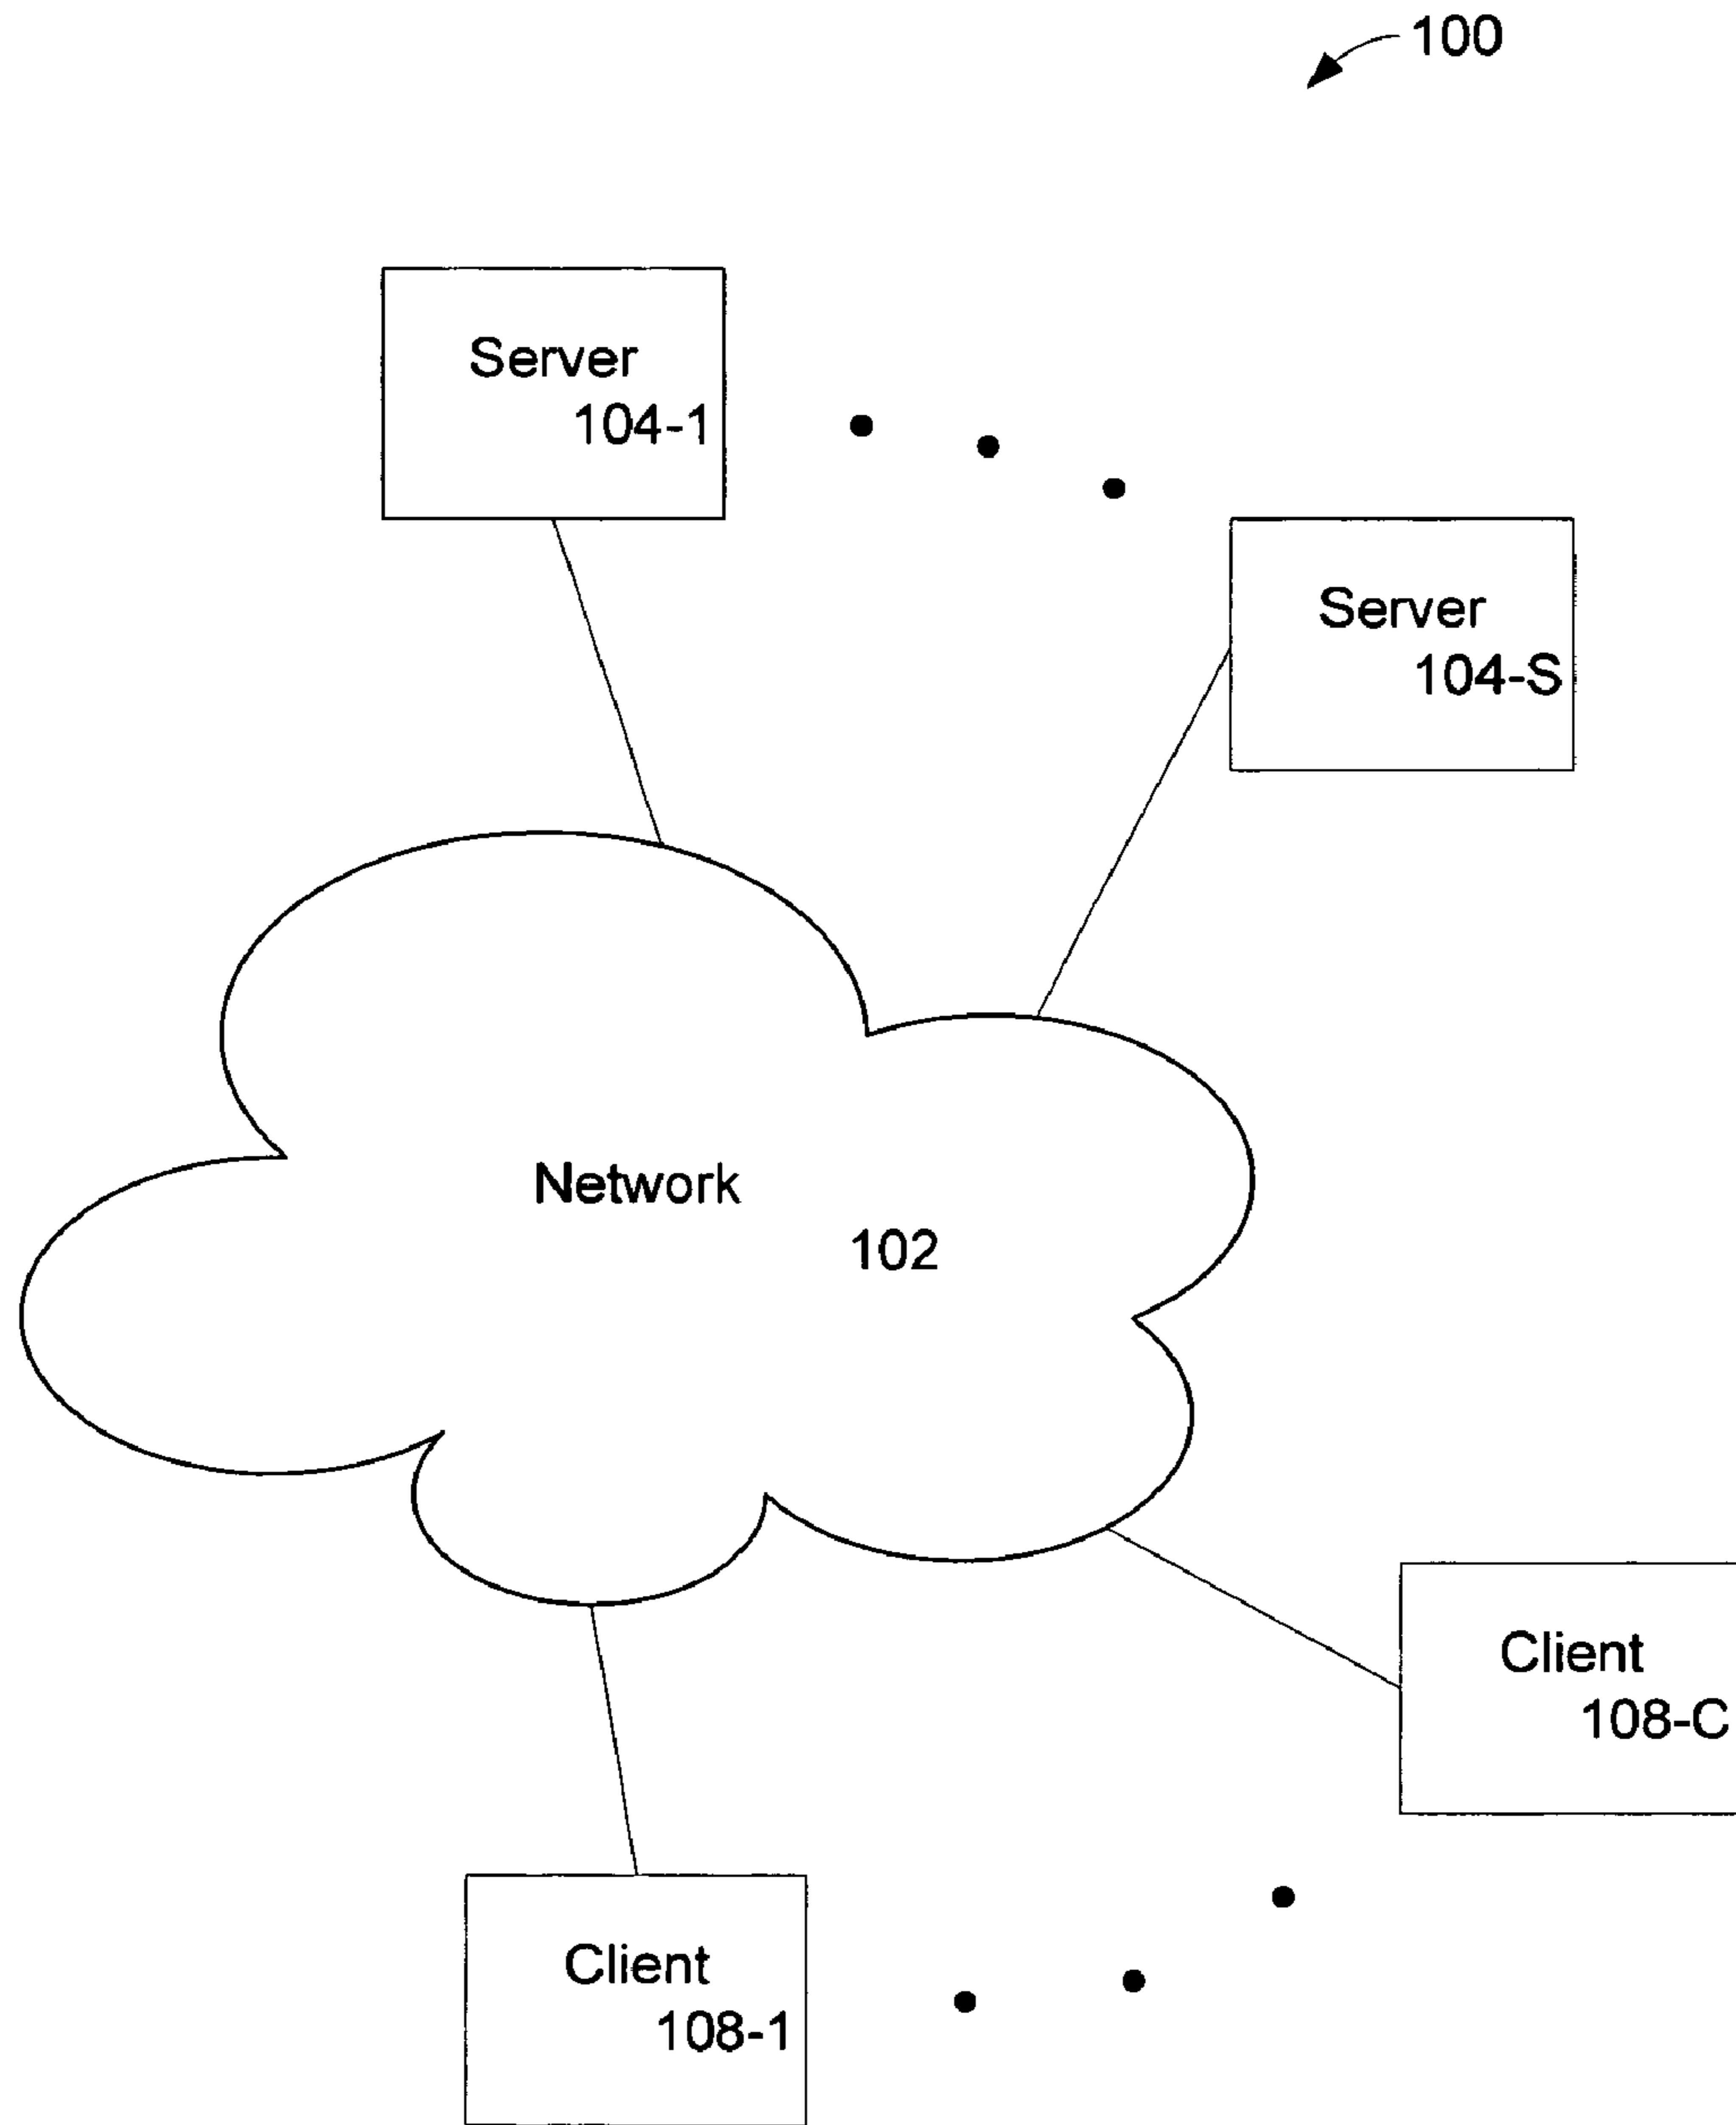 100
Server
104-1
Server
104-S
Network
102
Client
108-C
Client
108-1